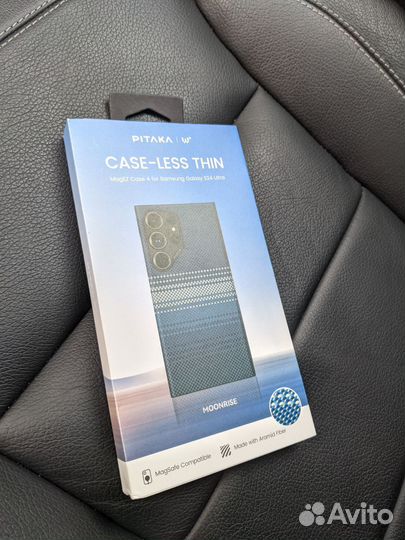 PITAKA
CASE-LESS THIN
MagEZ Case 4 for Samsung Galaxy S24 Ultra
MOONRISE
MagSafe Compatible
Made with Aramid Fiber
Avito